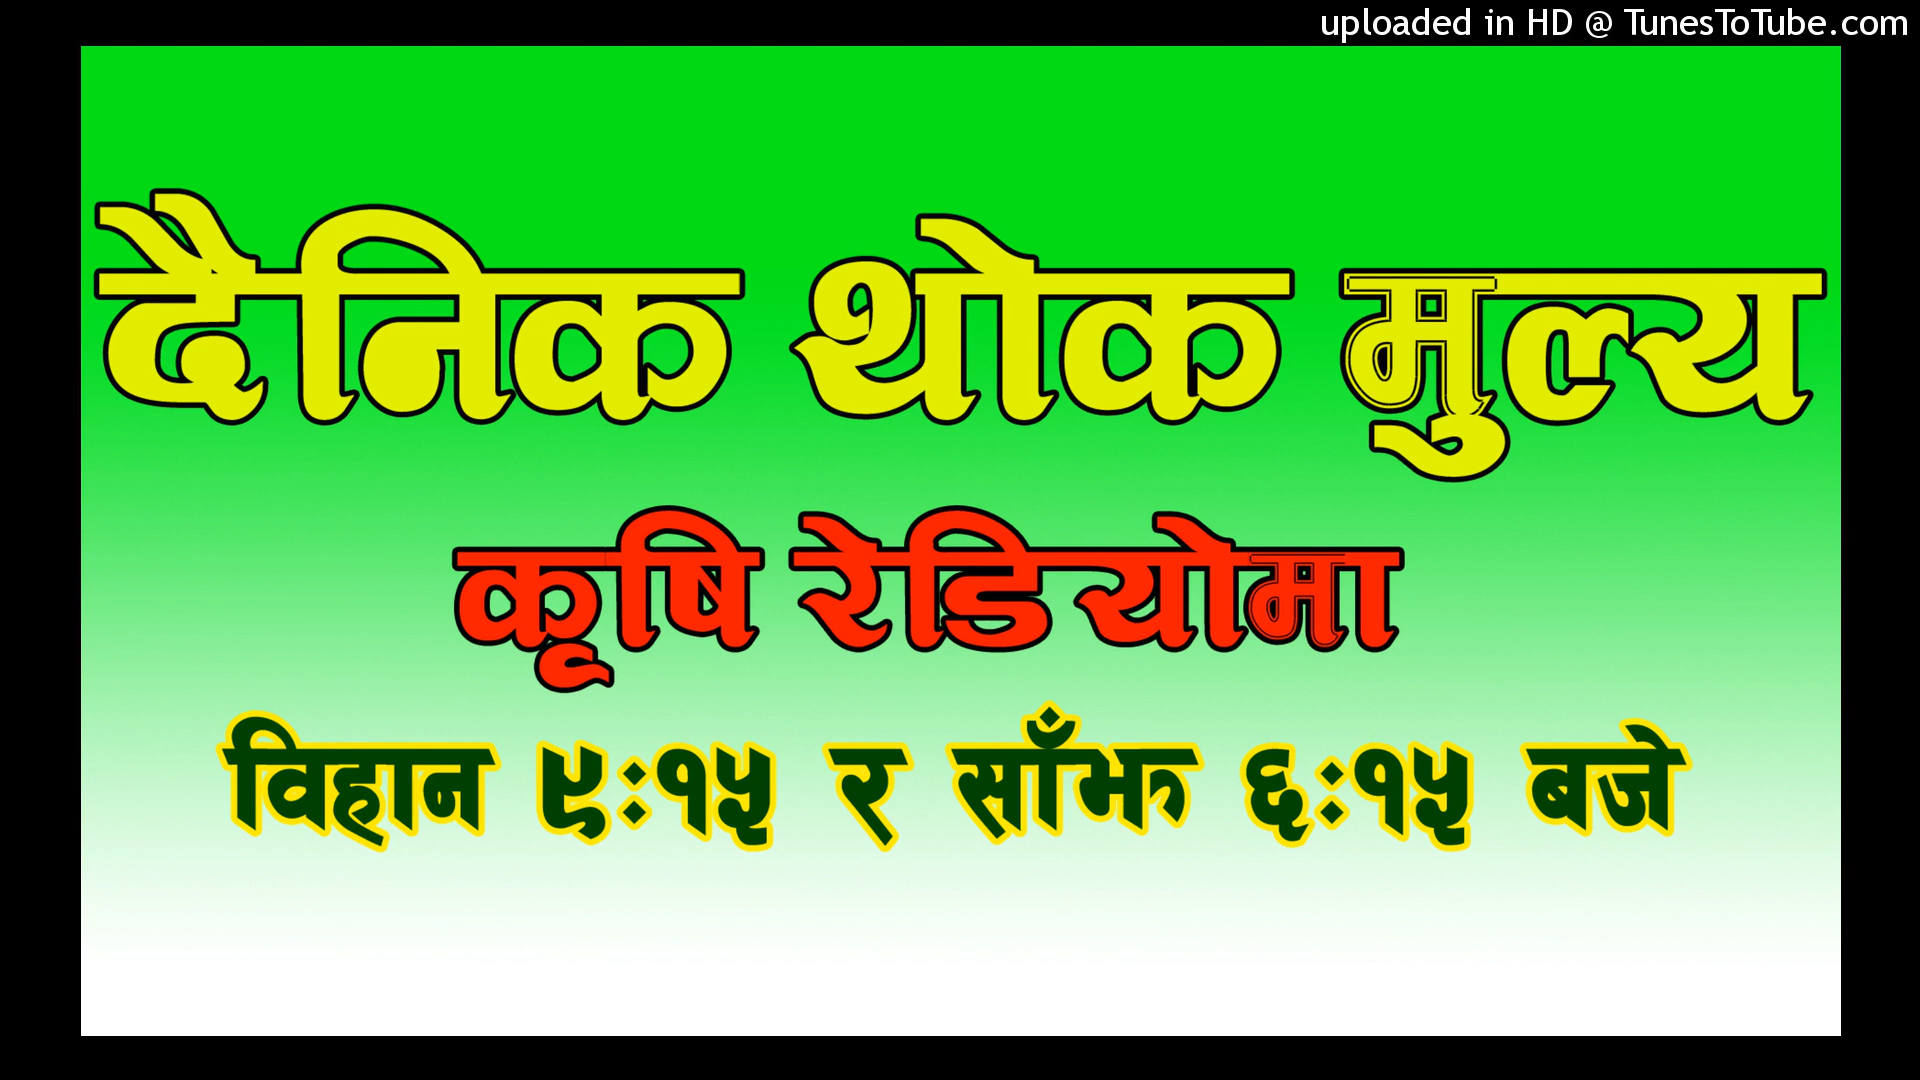 uploaded in HD @ TunesToTube.com
दैनिक थोक मुल्य
कृषि रेडियोमा
विहान ९:१५ र साँझ ६:१५ बजे